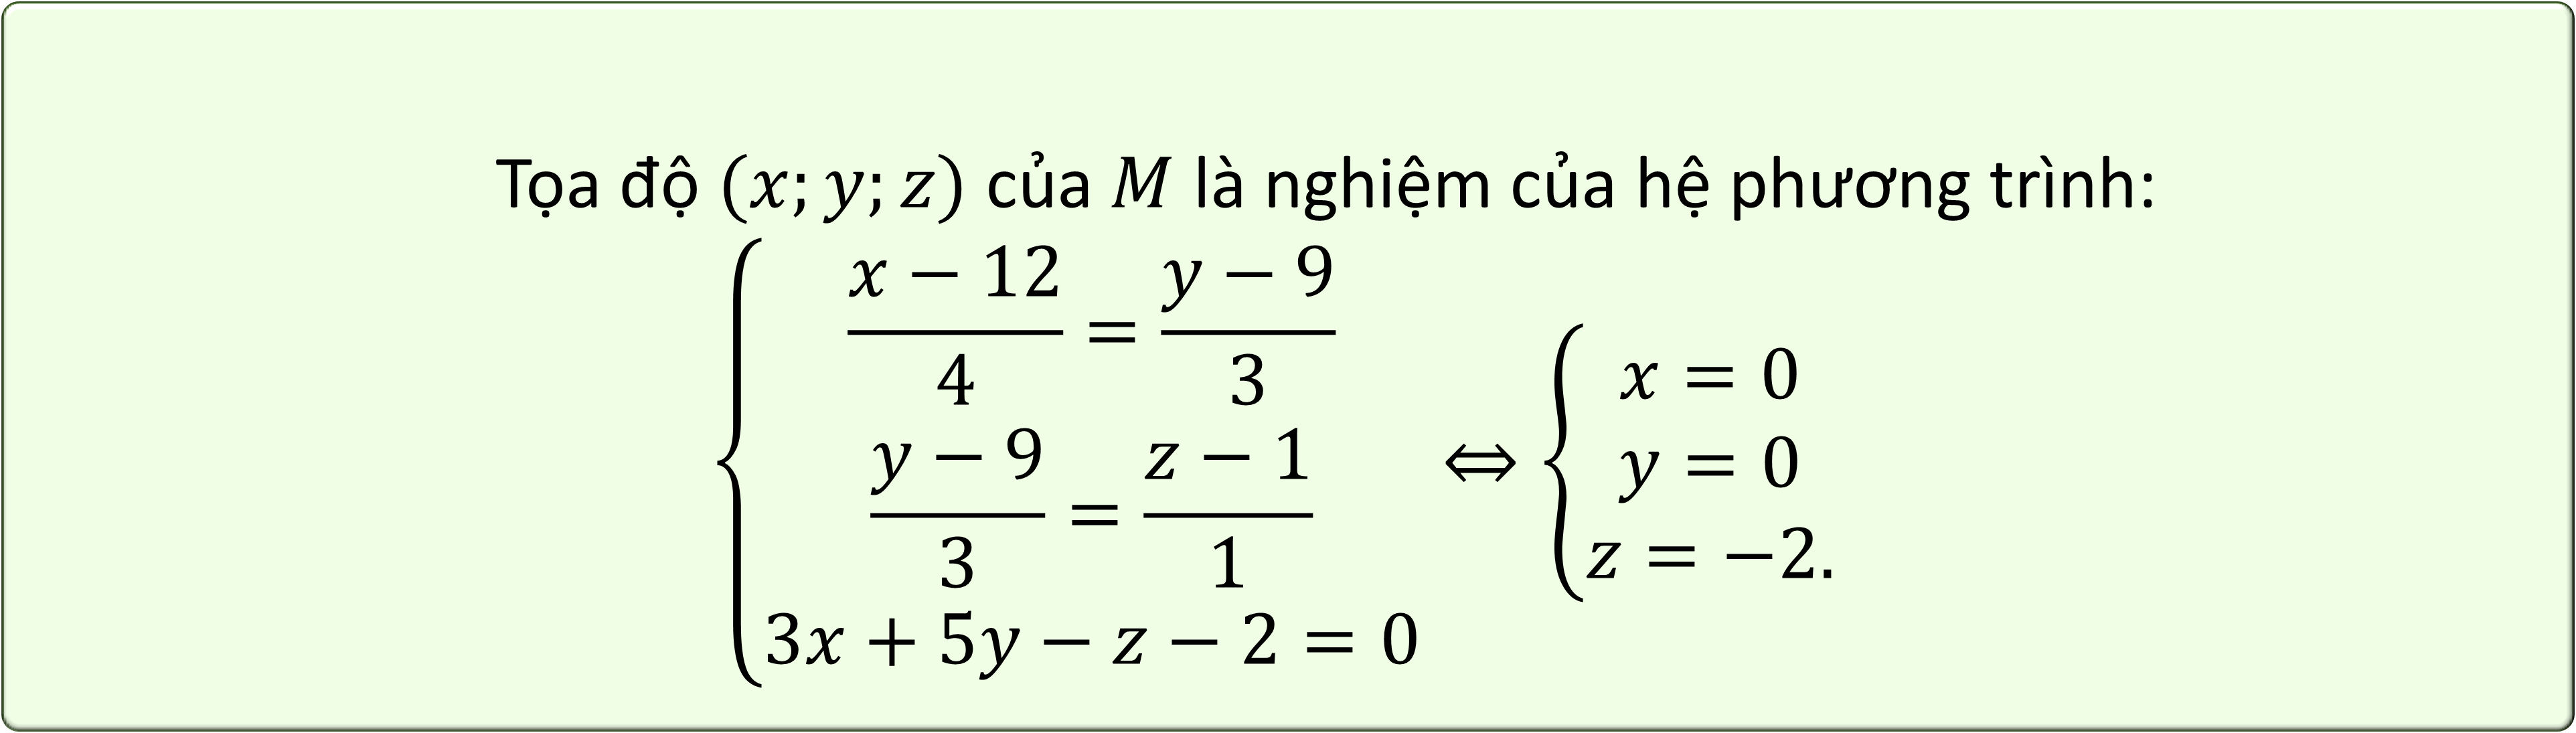 Tọa độ (x; y; z) của M là nghiệm của hệ phương trình:
{ (x − 12)/4 = (y − 9)/3
(y − 9)/3 = (z − 1)/1
3x + 5y − z − 2 = 0
⇔ { x = 0
y = 0
z = −2.